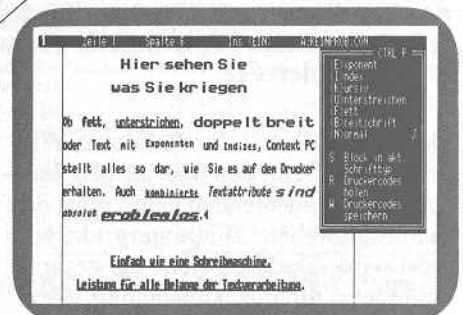 1 Zeile 1 Spalte 6 Ins (EIN)
Hier sehen Sie
was Sie kriegen
Ob fett, unterstrichen, doppelt breit
oder Text mit Exponenten und Indizes, Context PC
stellt alles so dar, wie Sie es auf dem Drucker
erhalten. Auch kombinierte Textattribute sind
absolut problemlos.
Einfach wie eine Schreibmaschine.
Leistung für alle Belange der Textverarbeitung.
CTRL P
Exponent
Index
Kursiv
Unterstreichen
Fett
Breitschrift
Normal
S Block in akt.
Schrifttyp
R Druckercodes
holen
W Druckercodes
speichern